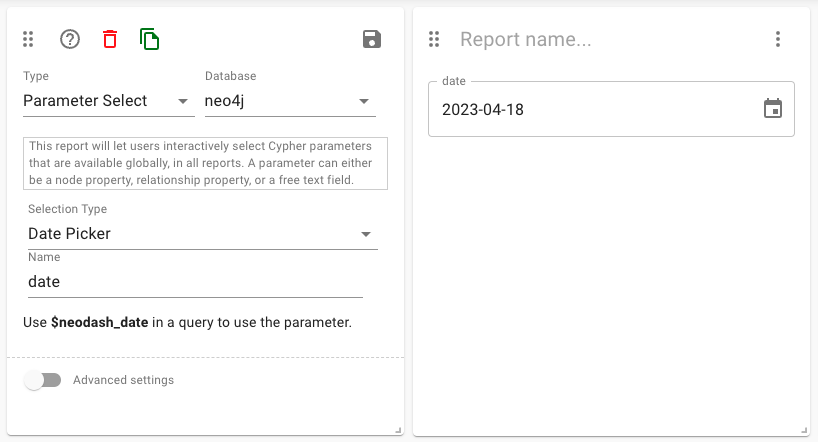 Type
Database
Parameter Select
neo4j
This report will let users interactively select Cypher parameters
that are available globally, in all reports. A parameter can either
be a node property, relationship property, or a free text field.
Selection Type
Date Picker
Name
date
Use $neodash_date in a query to use the parameter.
Advanced settings
Report name...
date
2023-04-18